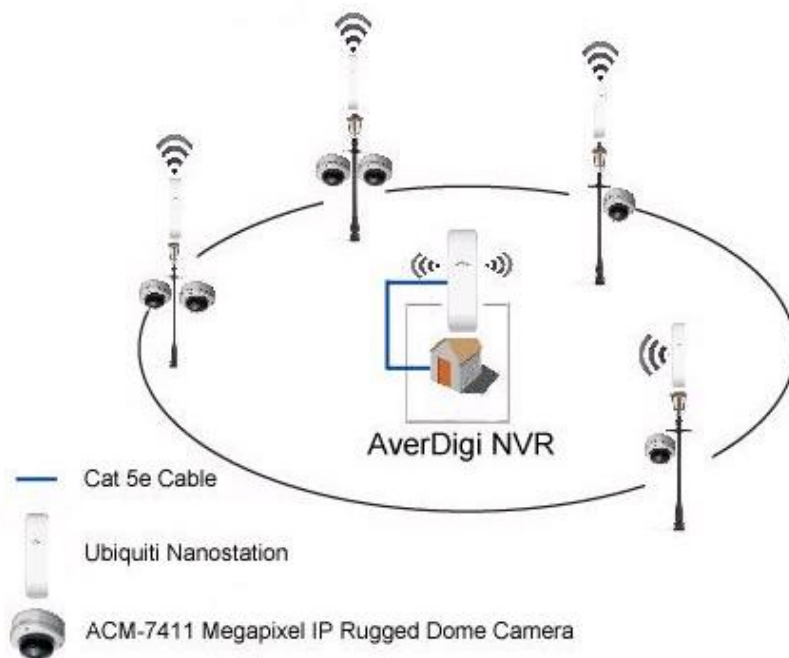 AverDigi NVR
Cat 5e Cable
Ubiquiti Nanostation
ACM-7411 Megapixel IP Rugged Dome Camera